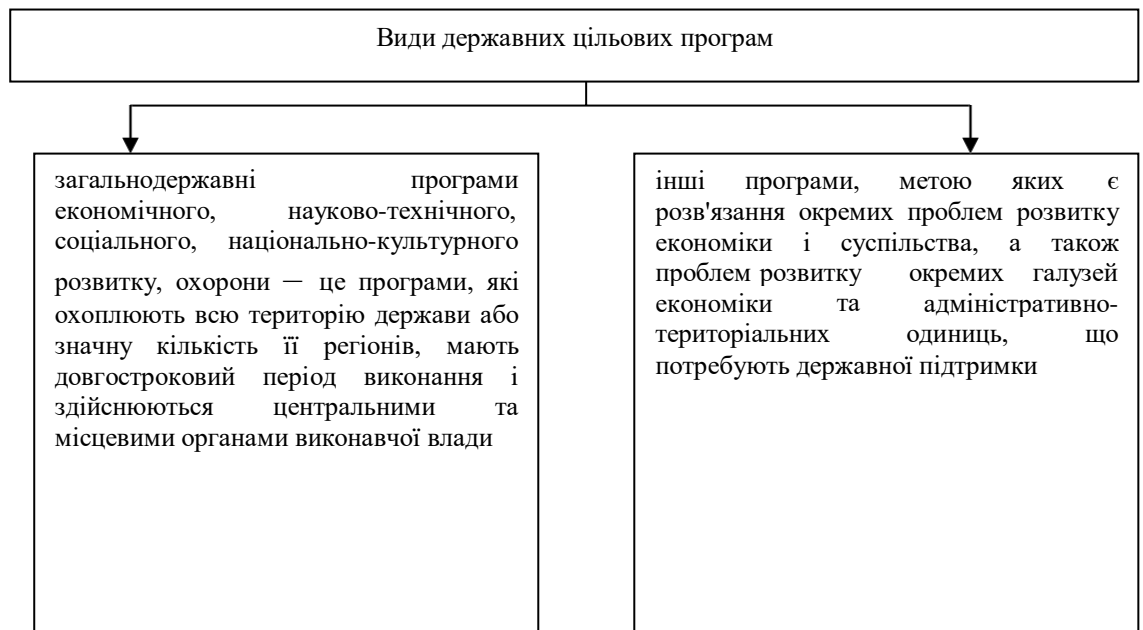 Види державних цільових програм
загальнодержавні програми
економічного, науково-технічного,
соціального, національно-культурного
розвитку, охорони — це програми, які
охоплюють всю територію держави або
значну кількість її регіонів, мають
довгостроковий період виконання і
здійснюються центральними та
місцевими органами виконавчої влади
інші програми, метою яких є
розв'язання окремих проблем розвитку
економіки і суспільства, а також
проблем розвитку окремих галузей
економіки та адміністративно-
територіальних одиниць, що
потребують державної підтримки